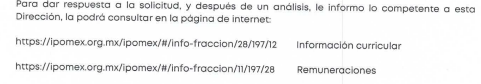 Para dar respuesta a la solicitud, y después de un análisis, le informo lo competente a esta
Dirección, la podrá consultar en la página de internet:
https://ipomex.org.mx/ipomex/#/info-fraccion/28/197/12 Información curricular
https://ipomex.org.mx/ipomex/#/info-fraccion/11/197/28 Remuneraciones